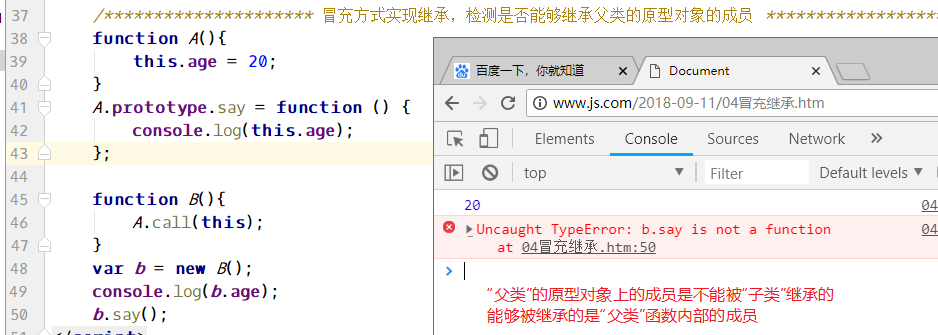 37 /********************** 冒充方式实现继承，检测是否能够继承父类的原型对象的成员 *****************
38 function A(){
39 this.age = 20;
40 }
41 A.prototype.say = function () {
42 console.log(this.age);
43 };
45 function B(){
46 A.call(this);
47 }
48 var b = new B();
49 console.log(b.age);
50 b.say();
百度一下，你就知道
Document
www.js.com/2018-09-11/04冒充继承.htm
Elements Console Sources Network »
top Filter Default levels ▼
20 04
Uncaught TypeError: b.say is not a function 04
at 04冒充继承.htm:50
“父类”的原型对象上的成员是不能被“子类”继承的
能够被继承的是“父类”函数内部的成员